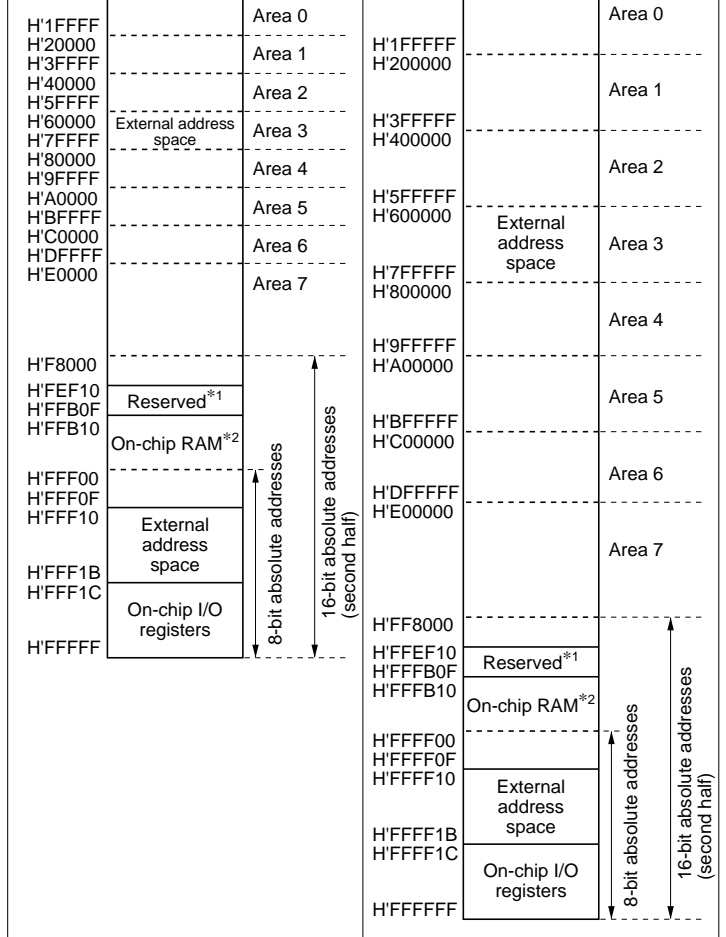 Area 0
H'1FFFF
H'20000
Area 1
H'3FFFF
H'40000
Area 2
H'5FFFF
H'60000
External address
space
Area 3
H'7FFFF
H'80000
Area 4
H'9FFFF
H'A0000
Area 5
H'BFFFF
H'C0000
Area 6
H'DFFFF
H'E0000
Area 7
H'F8000
H'FEF10
Reserved*1
H'FFB0F
H'FFB10
On-chip RAM*2
H'FFF00
H'FFF0F
H'FFF10
External
address
space
H'FFF1B
H'FFF1C
On-chip I/O
registers
H'FFFFF
8-bit absolute addresses
16-bit absolute addresses
(second half)
Area 0
H'1FFFFF
H'200000
Area 1
H'3FFFFF
H'400000
Area 2
H'5FFFFF
H'600000
External
address
space
Area 3
H'7FFFFF
H'800000
Area 4
H'9FFFFF
H'A00000
Area 5
H'BFFFFF
H'C00000
Area 6
H'DFFFFF
H'E00000
Area 7
H'FF8000
H'FFEF10
Reserved*1
H'FFFB0F
H'FFFB10
On-chip RAM*2
H'FFFF00
H'FFFF0F
H'FFFF10
External
address
space
H'FFFF1B
H'FFFF1C
On-chip I/O
registers
H'FFFFFF
8-bit absolute addresses
16-bit absolute addresses
(second half)